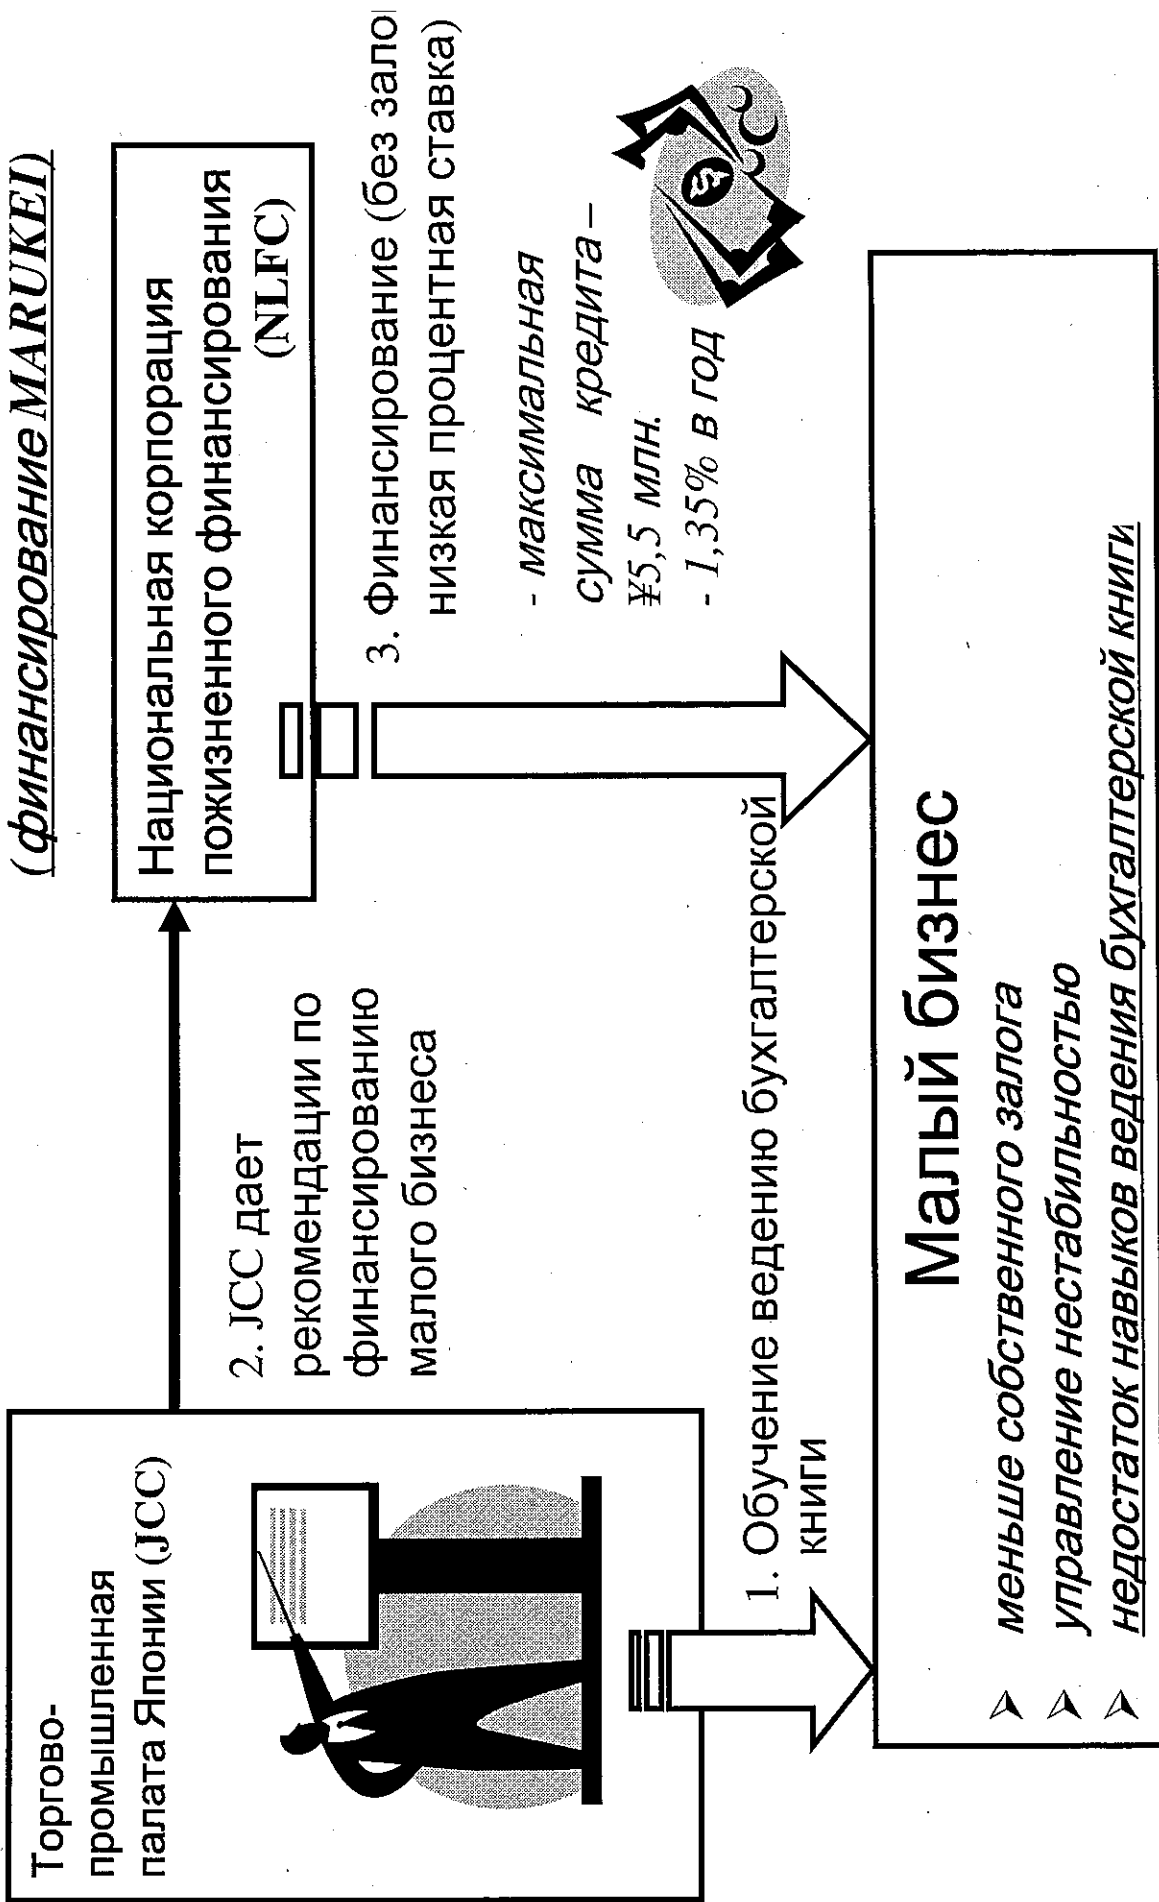 (финансирование MARUKEI)
Торгово-
промышленная
палата Японии (JCC)
2. JCC дает
рекомендации по
финансированию
малого бизнеса
Национальная корпорация
пожизненного финансирования
(NLFC)
3. Финансирование (без
низкая процентная ставка)
- максимальная
сумма кредита –
¥5,5 млн.
- 1,35% в год
1. Обучение ведению бухгалтерской
книги
Малый бизнес
➤ меньше собственного залога
➤ управление нестабильностью
➤ недостаток навыков ведения бухгалтерской книги